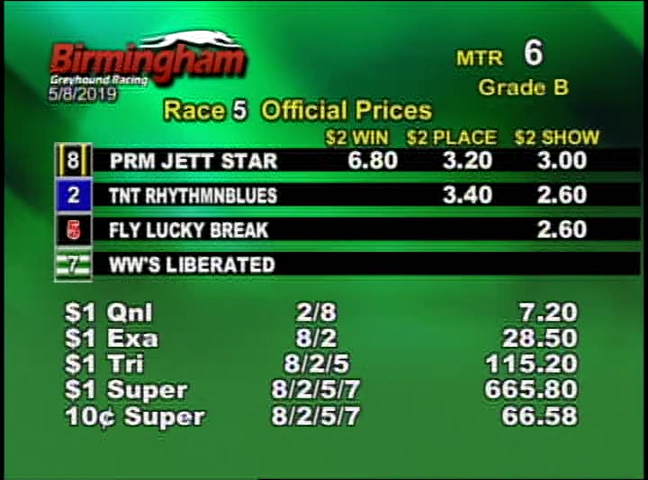 Birmingham
Greyhound Racing
5/8/2019
MTR 6
Grade B
Race 5 Official Prices
$2 WIN $2 PLACE $2 SHOW
8 PRM JETT STAR 6.80 3.20 3.00
2 TNT RHYTHMNBLUES 3.40 2.60
5 FLY LUCKY BREAK 2.60
7 WW'S LIBERATED
$1 Qnl 2/8 7.20
$1 Exa 8/2 28.50
$1 Tri 8/2/5 115.20
$1 Super 8/2/5/7 665.80
10¢ Super 8/2/5/7 66.58